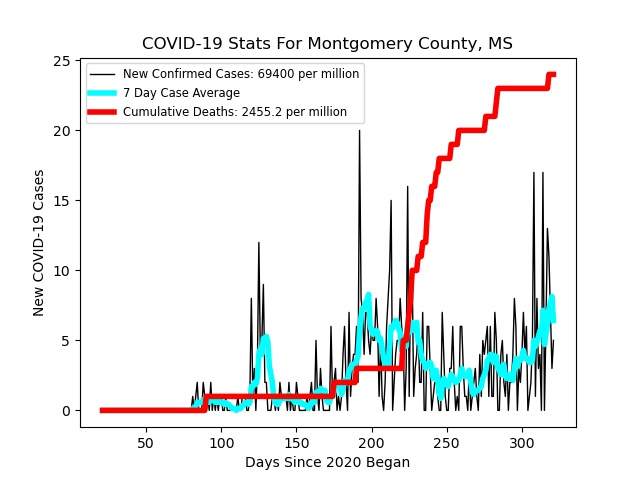 COVID-19 Stats For Montgomery County, MS
New Confirmed Cases: 69400 per million
7 Day Case Average
Cumulative Deaths: 2455.2 per million
New COVID-19 Cases
25
20
15
10
5
0
50
100
150
200
250
300
Days Since 2020 Began